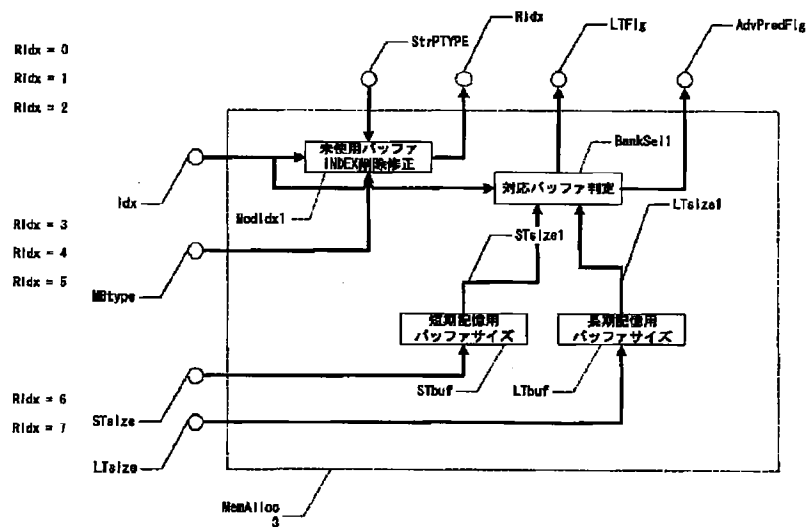 RIdx
StrPTYPE
LTFlg
AdvPredFlg
RIdx = 0
RIdx = 1
RIdx = 2
未使用バッファ
INDEX削除修正
BankSel1
対応バッファ判定
Idx
ModIdx1
LTsize1
RIdx = 3
RIdx = 4
RIdx = 5
STsize1
MBtype
短期記憶用
バッファサイズ
長期記憶用
バッファサイズ
STbuf
LTbuf
RIdx = 6
STsize
RIdx = 7
LTsize
MemAlloc
3